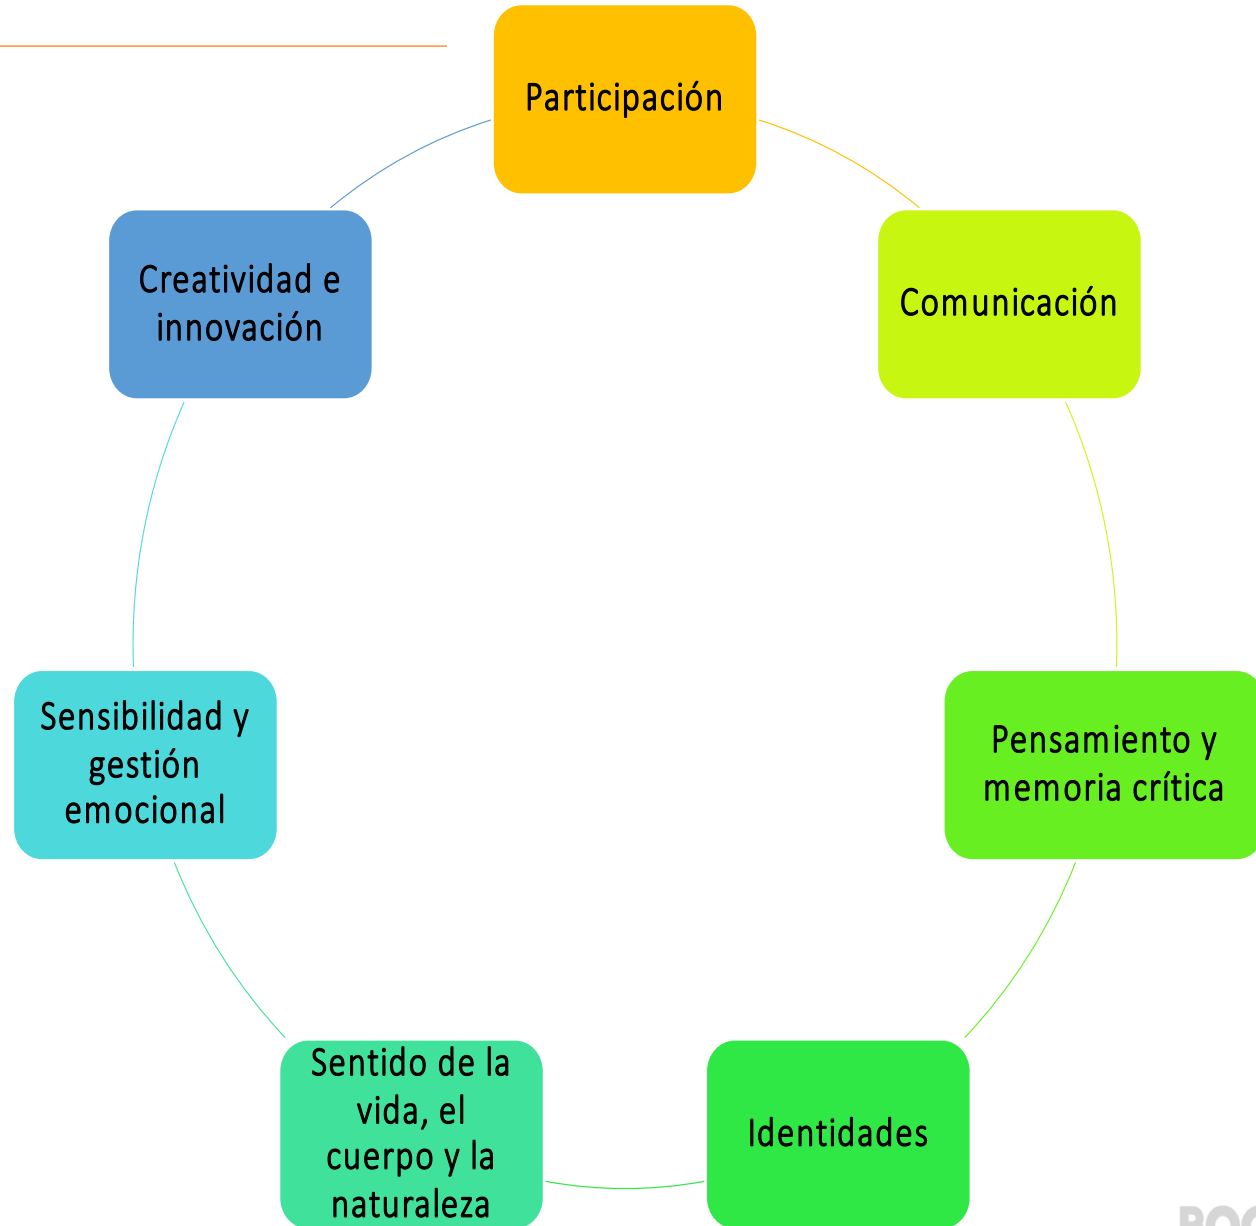 Participación
Comunicación
Pensamiento y
memoria crítica
Identidades
Sentido de la
vida, el
cuerpo y la
naturaleza
Sensibilidad y
gestión
emocional
Creatividad e
innovación